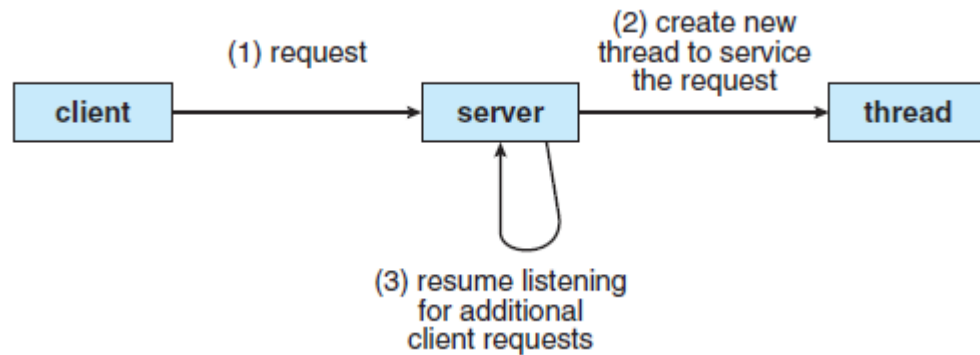 (1) request
(2) create new
thread to service
the request
client
server
thread
(3) resume listening
for additional
client requests